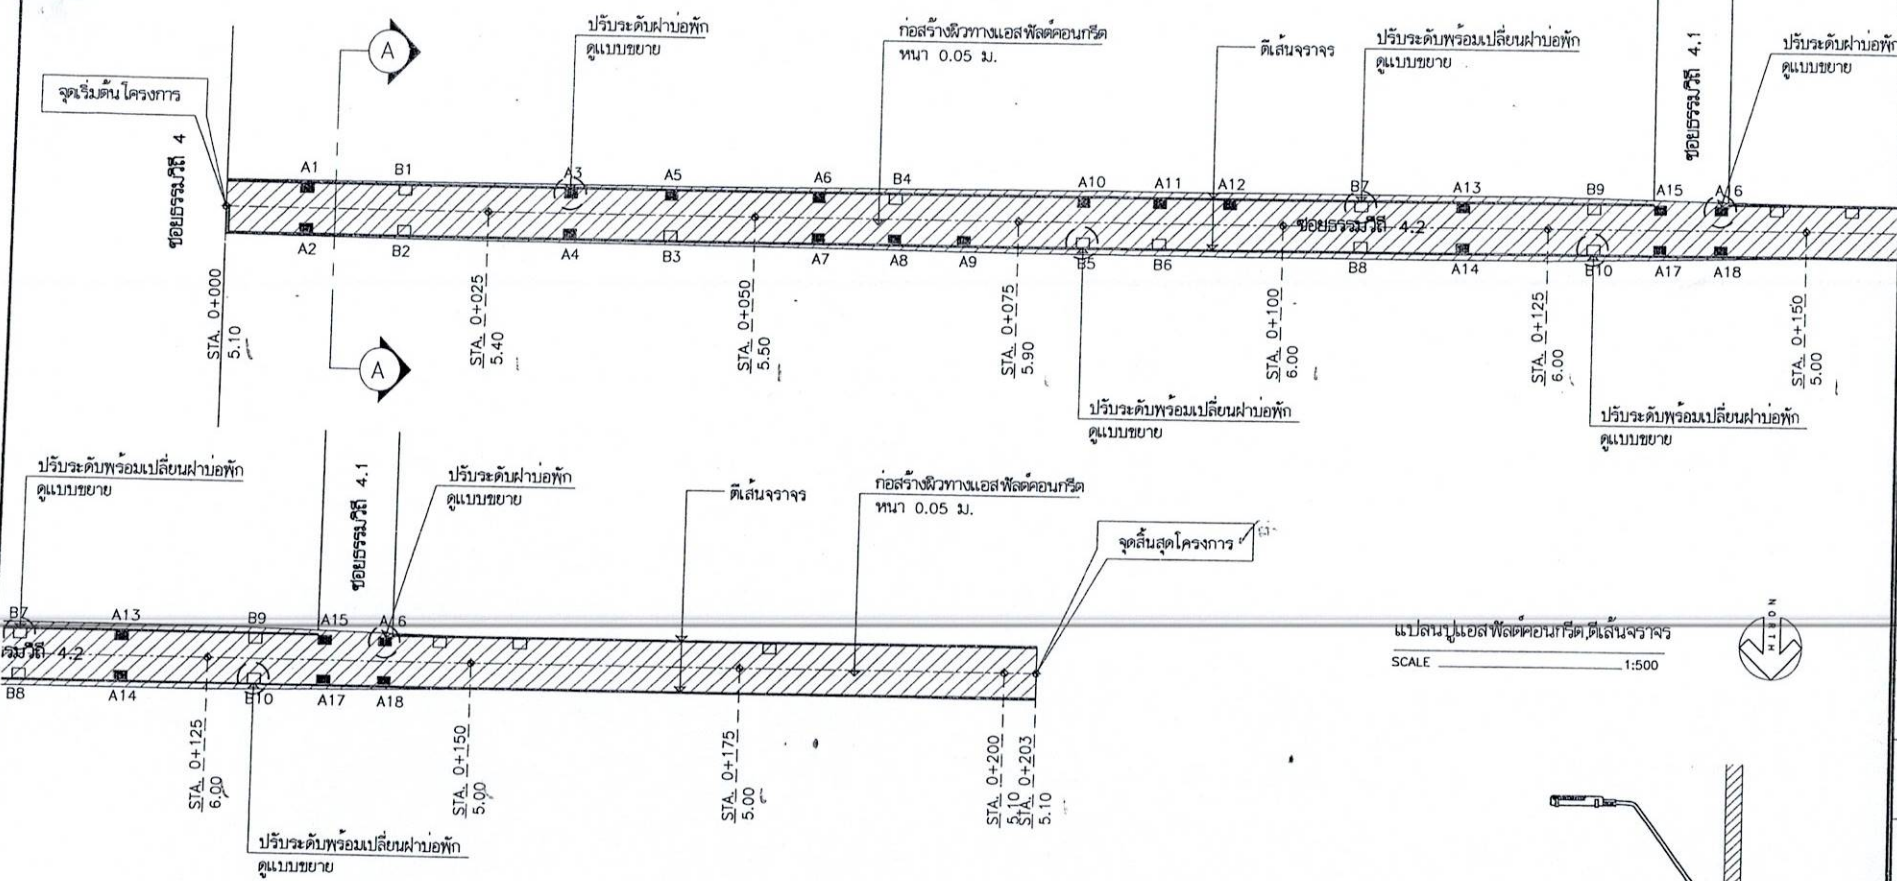 ปรับระดับฝาบ่อพัก
ดูแบบขยาย
ก่อสร้างผิวทางแอสฟัลต์คอนกรีต
หนา 0.05 ม.
ตีเส้นจราจร
ปรับระดับพร้อมเปลี่ยนฝาบ่อพัก
ดูแบบขยาย
ซอยธรรมวิถี 4.1
ปรับระดับฝาบ่อพัก
ดูแบบขยาย
A
จุดเริ่มต้นโครงการ
ซอยธรรมวิถี 4
A1 B1 A3 A5 A6 B4 A10 A11 A12 B7 A13 B9 A15 A16
ซอยธรรมวิถี 4.2
A2 B2 A4 B3 A7 A8 A9 B5 B6 B8 A14 B10 A17 A18
STA. 0+000
5.10
STA. 0+025
5.40
STA. 0+050
5.50
STA. 0+075
5.90
STA. 0+100
6.00
STA. 0+125
6.00
STA. 0+150
5.00
A
ปรับระดับพร้อมเปลี่ยนฝาบ่อพัก
ดูแบบขยาย
ปรับระดับพร้อมเปลี่ยนฝาบ่อพัก
ดูแบบขยาย
ปรับระดับพร้อมเปลี่ยนฝาบ่อพัก
ดูแบบขยาย
ซอยธรรมวิถี 4.1
ปรับระดับฝาบ่อพัก
ดูแบบขยาย
ตีเส้นจราจร
ก่อสร้างผิวทางแอสฟัลต์คอนกรีต
หนา 0.05 ม.
จุดสิ้นสุดโครงการ
B7 A13 B9 A15 A16
รมวิถี 4.2
B8 A14 B10 A17 A18
STA. 0+125
6.00
STA. 0+150
5.00
STA. 0+175
5.00
STA. 0+200
5.10
STA. 0+203
5.10
ปรับระดับพร้อมเปลี่ยนฝาบ่อพัก
ดูแบบขยาย
แปลนปูแอสฟัลต์คอนกรีต,ตีเส้นจราจร
SCALE 1:500
NORTH